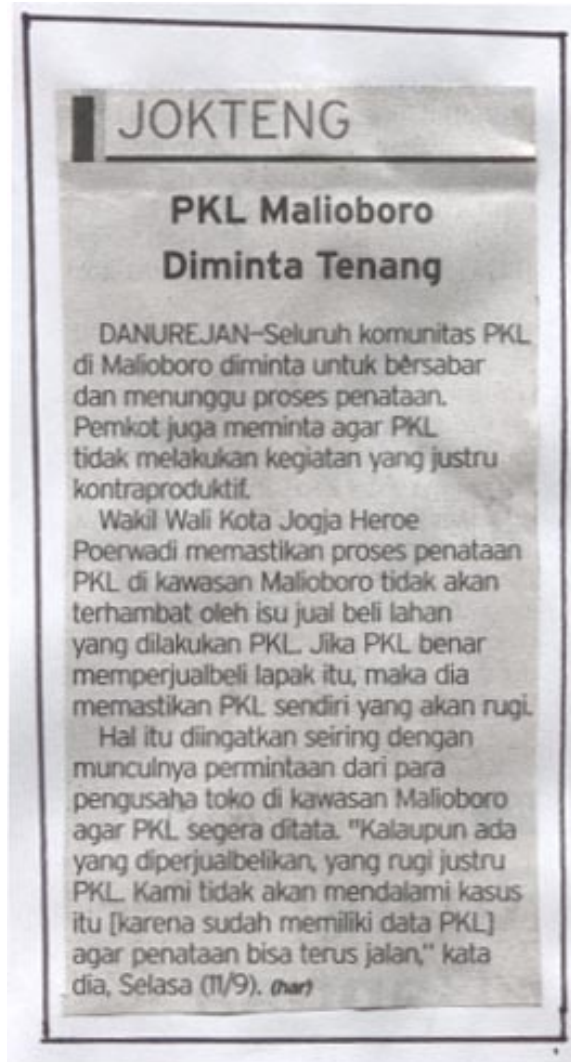 JOKTENG
PKL Malioboro
Diminta Tenang
DANUREJAN—Seluruh komunitas PKL
di Malioboro diminta untuk bersabar
dan menunggu proses penataan.
Pemkot juga meminta agar PKL
tidak melakukan kegiatan yang justru
kontraproduktif.
Wakil Wali Kota Jogja Heroe
Poerwadi memastikan proses penataan
PKL di kawasan Malioboro tidak akan
terhambat oleh isu jual beli lahan
yang dilakukan PKL. Jika PKL benar
memperjualbeli lapak itu, maka dia
memastikan PKL sendiri yang akan rugi.
Hal itu diingatkan seiring dengan
munculnya permintaan dari para
pengusaha toko di kawasan Malioboro
agar PKL segera ditata. "Kalaupun ada
yang diperjualbelikan, yang rugi justru
PKL. Kami tidak akan mendalami kasus
itu [karena sudah memiliki data PKL]
agar penataan bisa terus jalan," kata
dia, Selasa (11/9). (har)